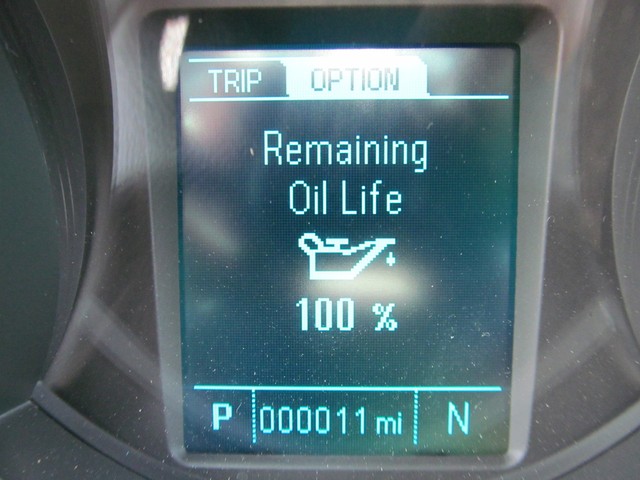 TRIP OPTION
Remaining
Oil Life
100 %
P 000011 mi N